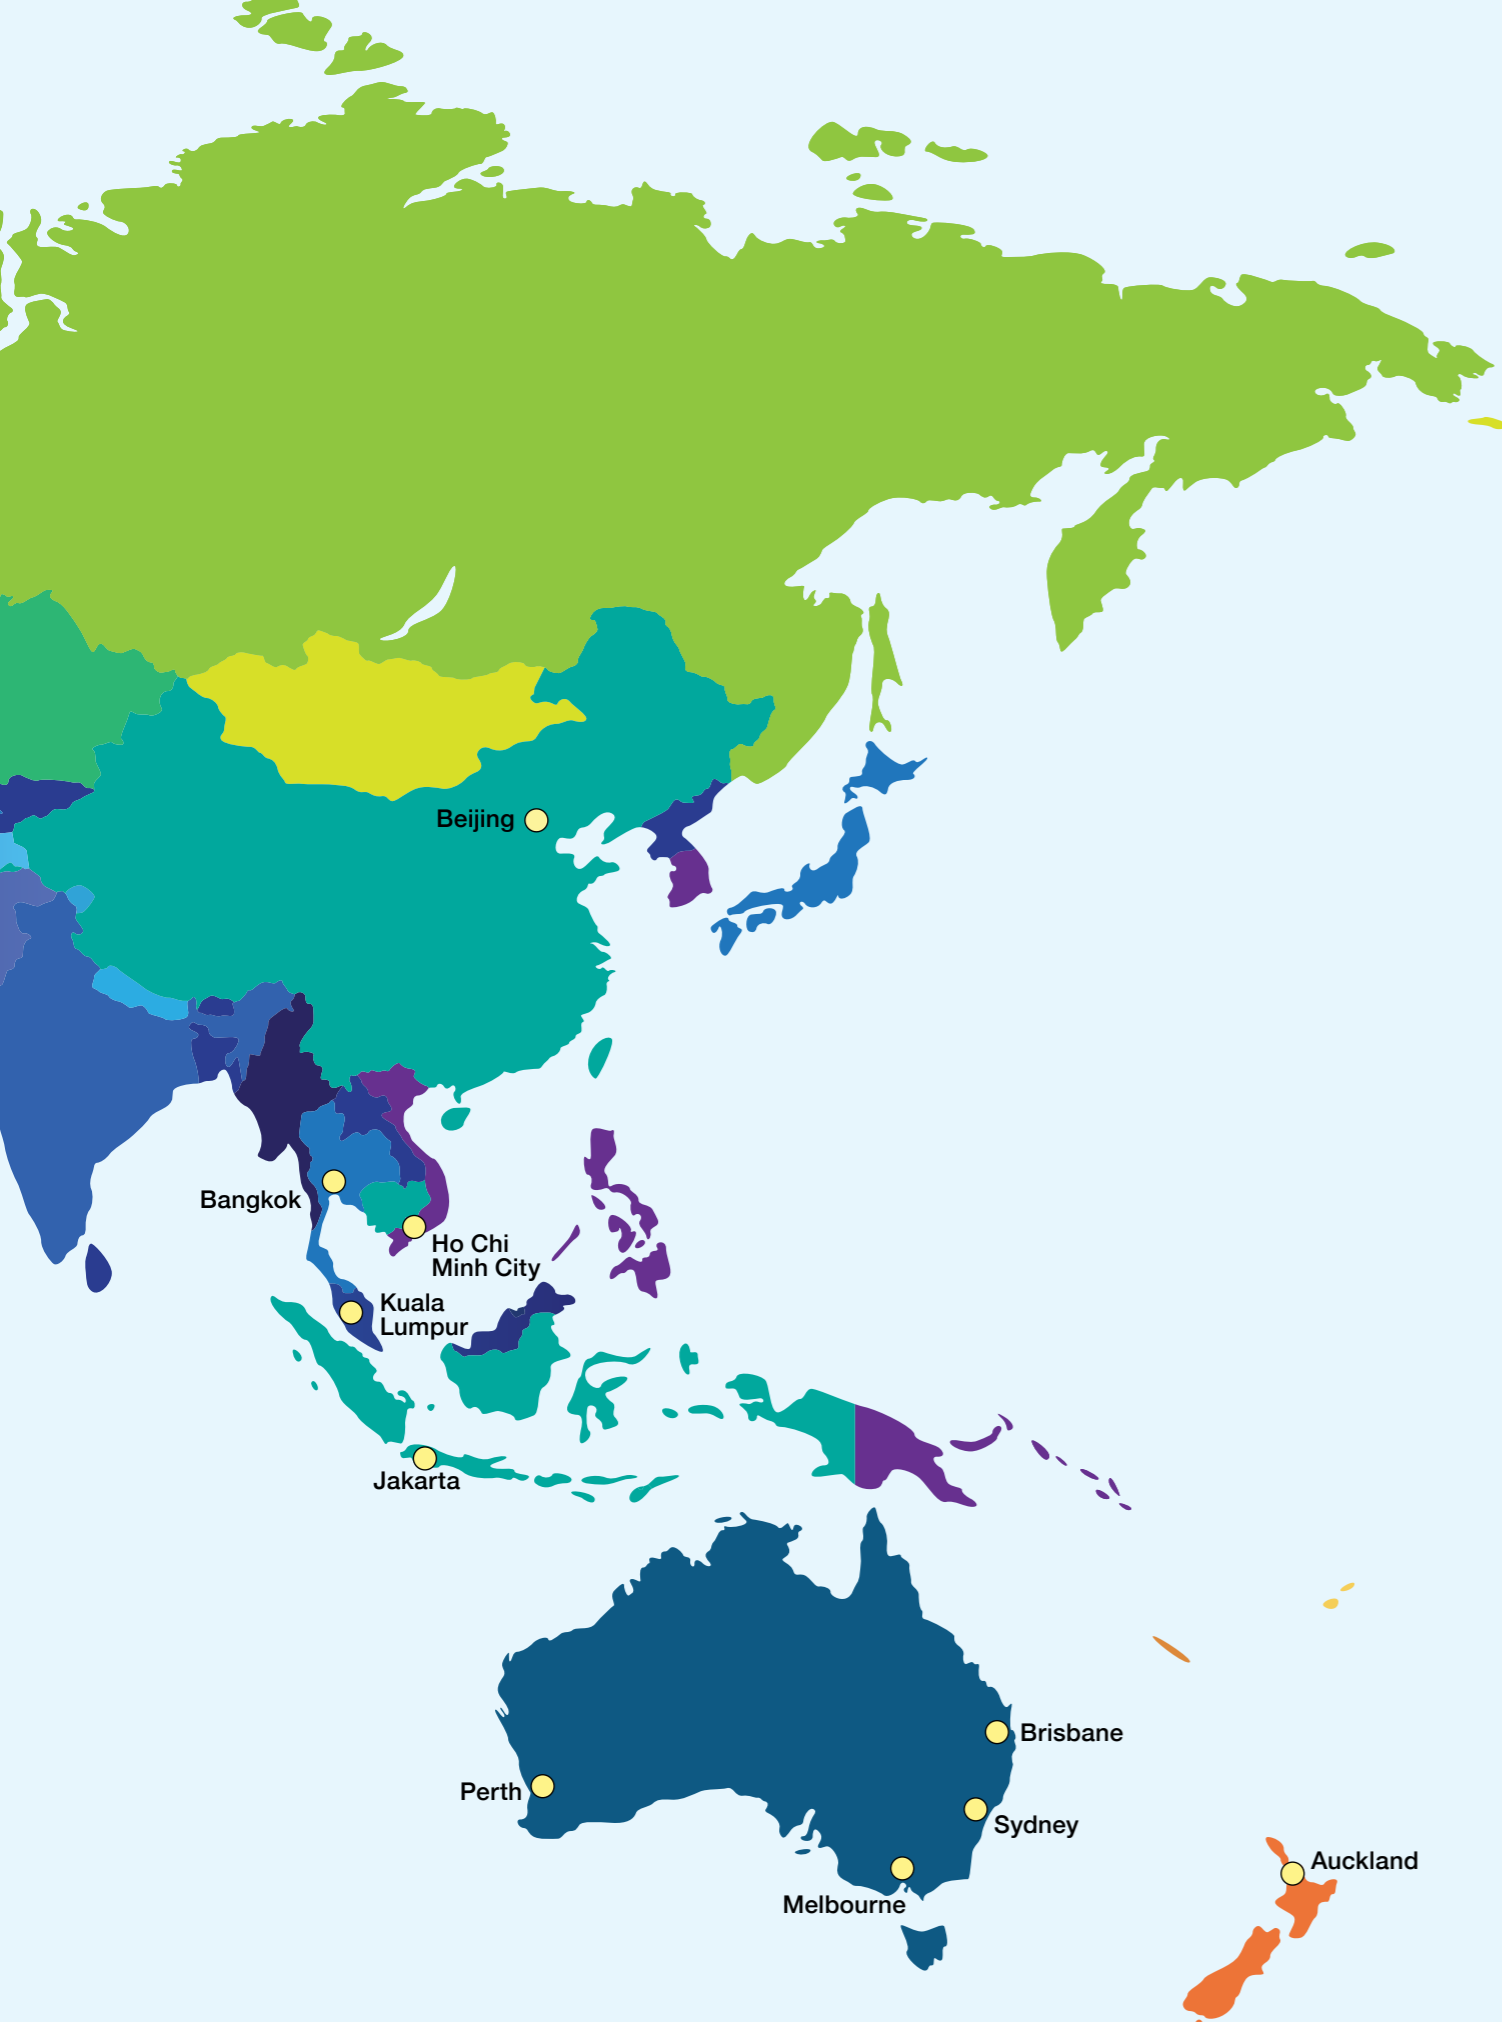 Beijing
Bangkok
Ho Chi
Minh City
Kuala
Lumpur
Jakarta
Brisbane
Perth
Sydney
Auckland
Melbourne